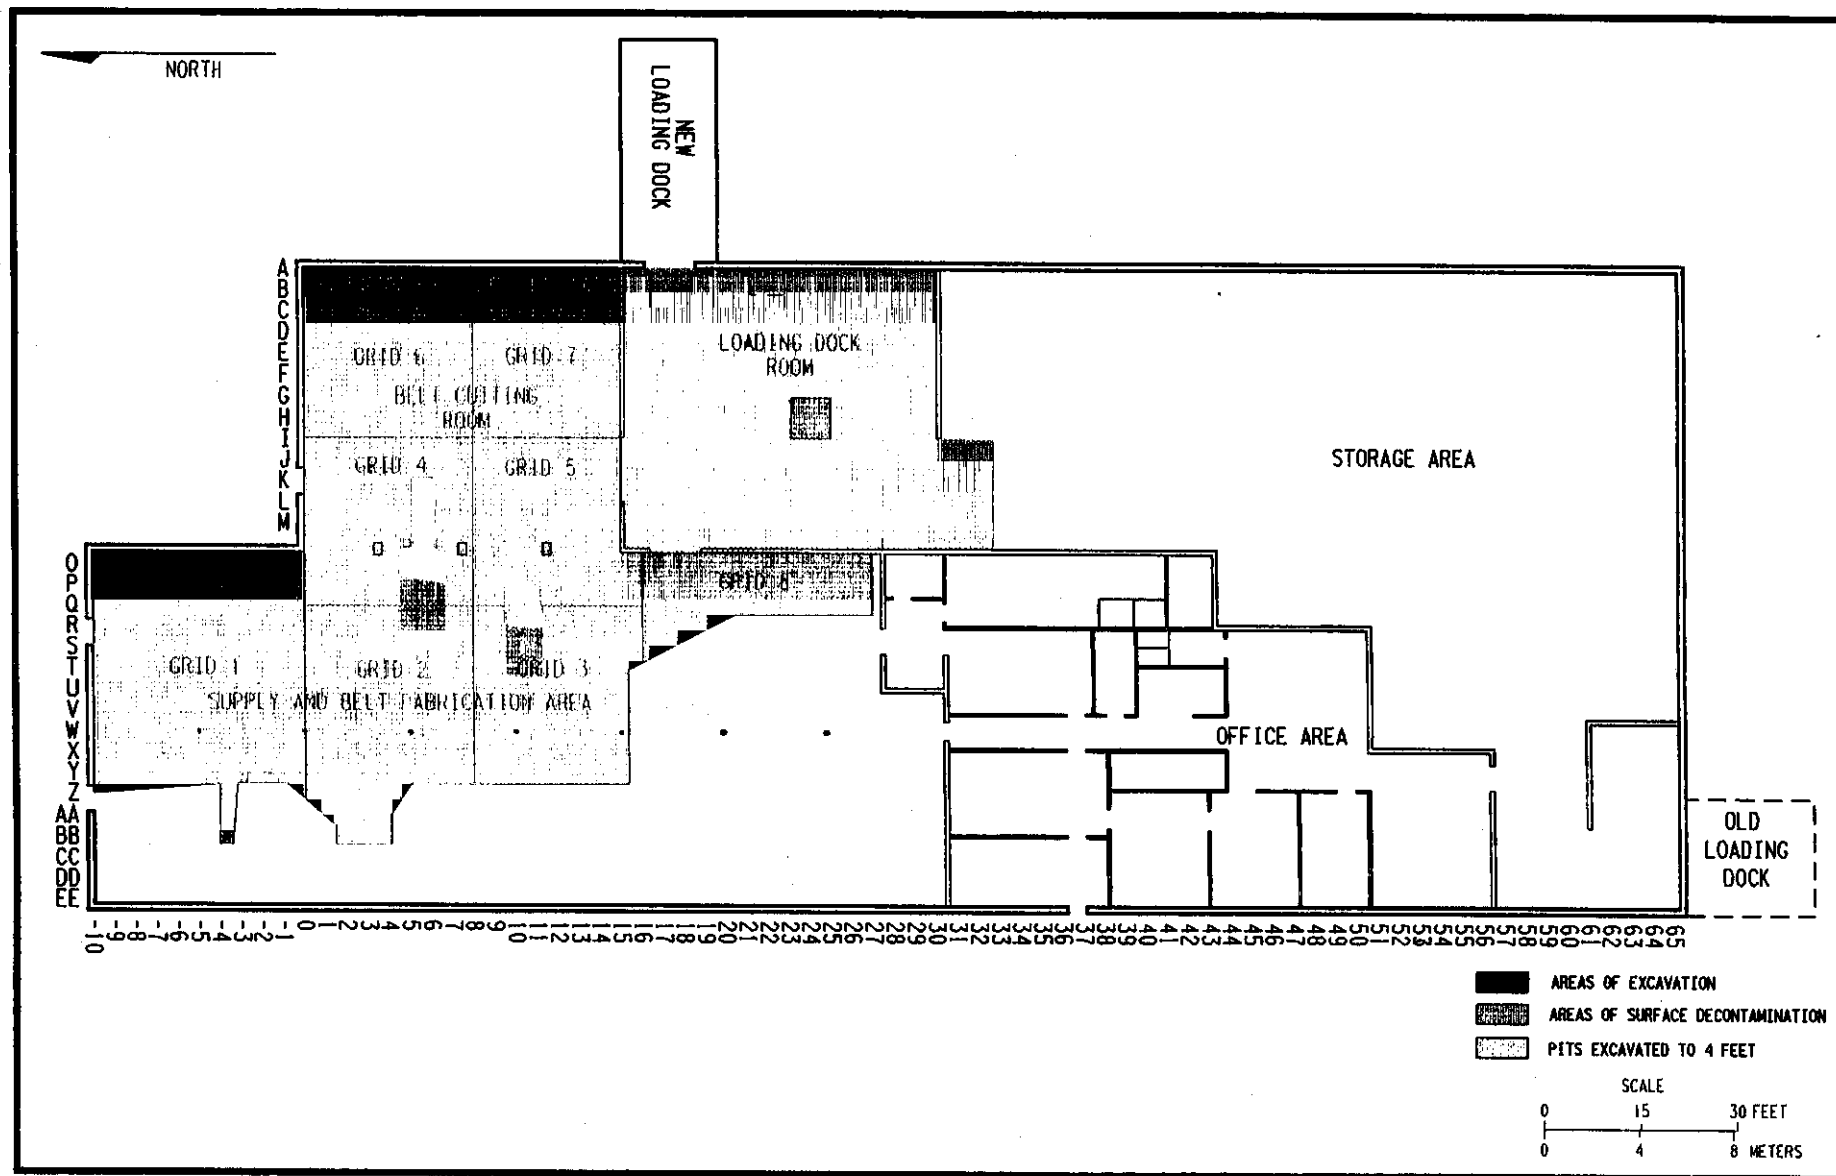 NORTH
NEW
LOADING DOCK
A
B
C
D
E
F
G
H
I
J
K
L
M
O
P
Q
R
S
T
U
V
W
X
Y
Z
AA
BB
CC
DD
EE
GRID 6
GRID 7
BELT CUTTING
ROOM
LOADING DOCK
ROOM
GRID 4
GRID 5
STORAGE AREA
GRID 8
GRID 1
GRID 2
GRID 3
SUPPLY AND BELT FABRICATION AREA
OFFICE AREA
OLD
LOADING
DOCK
-10 -9 -8 -7 -6 -5 -4 -3 -2 -1 0 1 2 3 4 5 6 7 8 9 10 11 12 13 14 15 16 17 18 19 20 21 22 23 24 25 26 27 28 29 30 31 32 33 34 35 36 37 38 39 40 41 42 43 44 45 46 47 48 49 50 51 52 53 54 55 56 57 58 59 60 61 62 63 64 65
AREAS OF EXCAVATION
AREAS OF SURFACE DECONTAMINATION
PITS EXCAVATED TO 4 FEET
SCALE
0 15 30 FEET
0 4 8 METERS